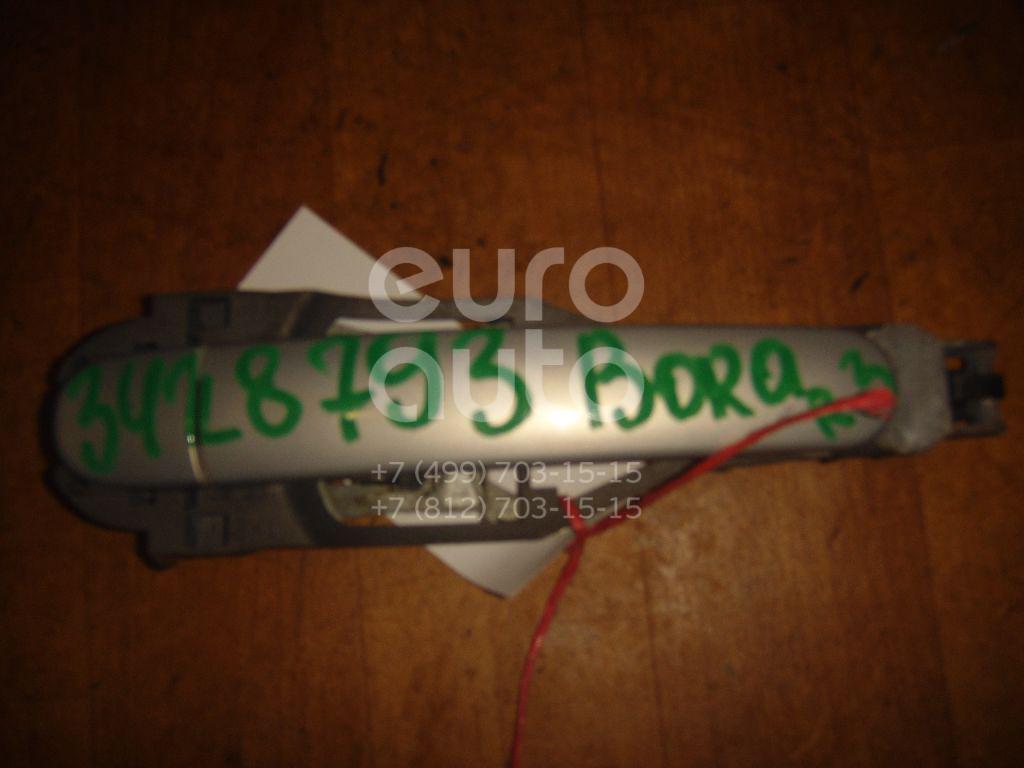 euro
auto
3428793 Bora
+7 (499) 703-15-15
+7 (812) 703-15-15